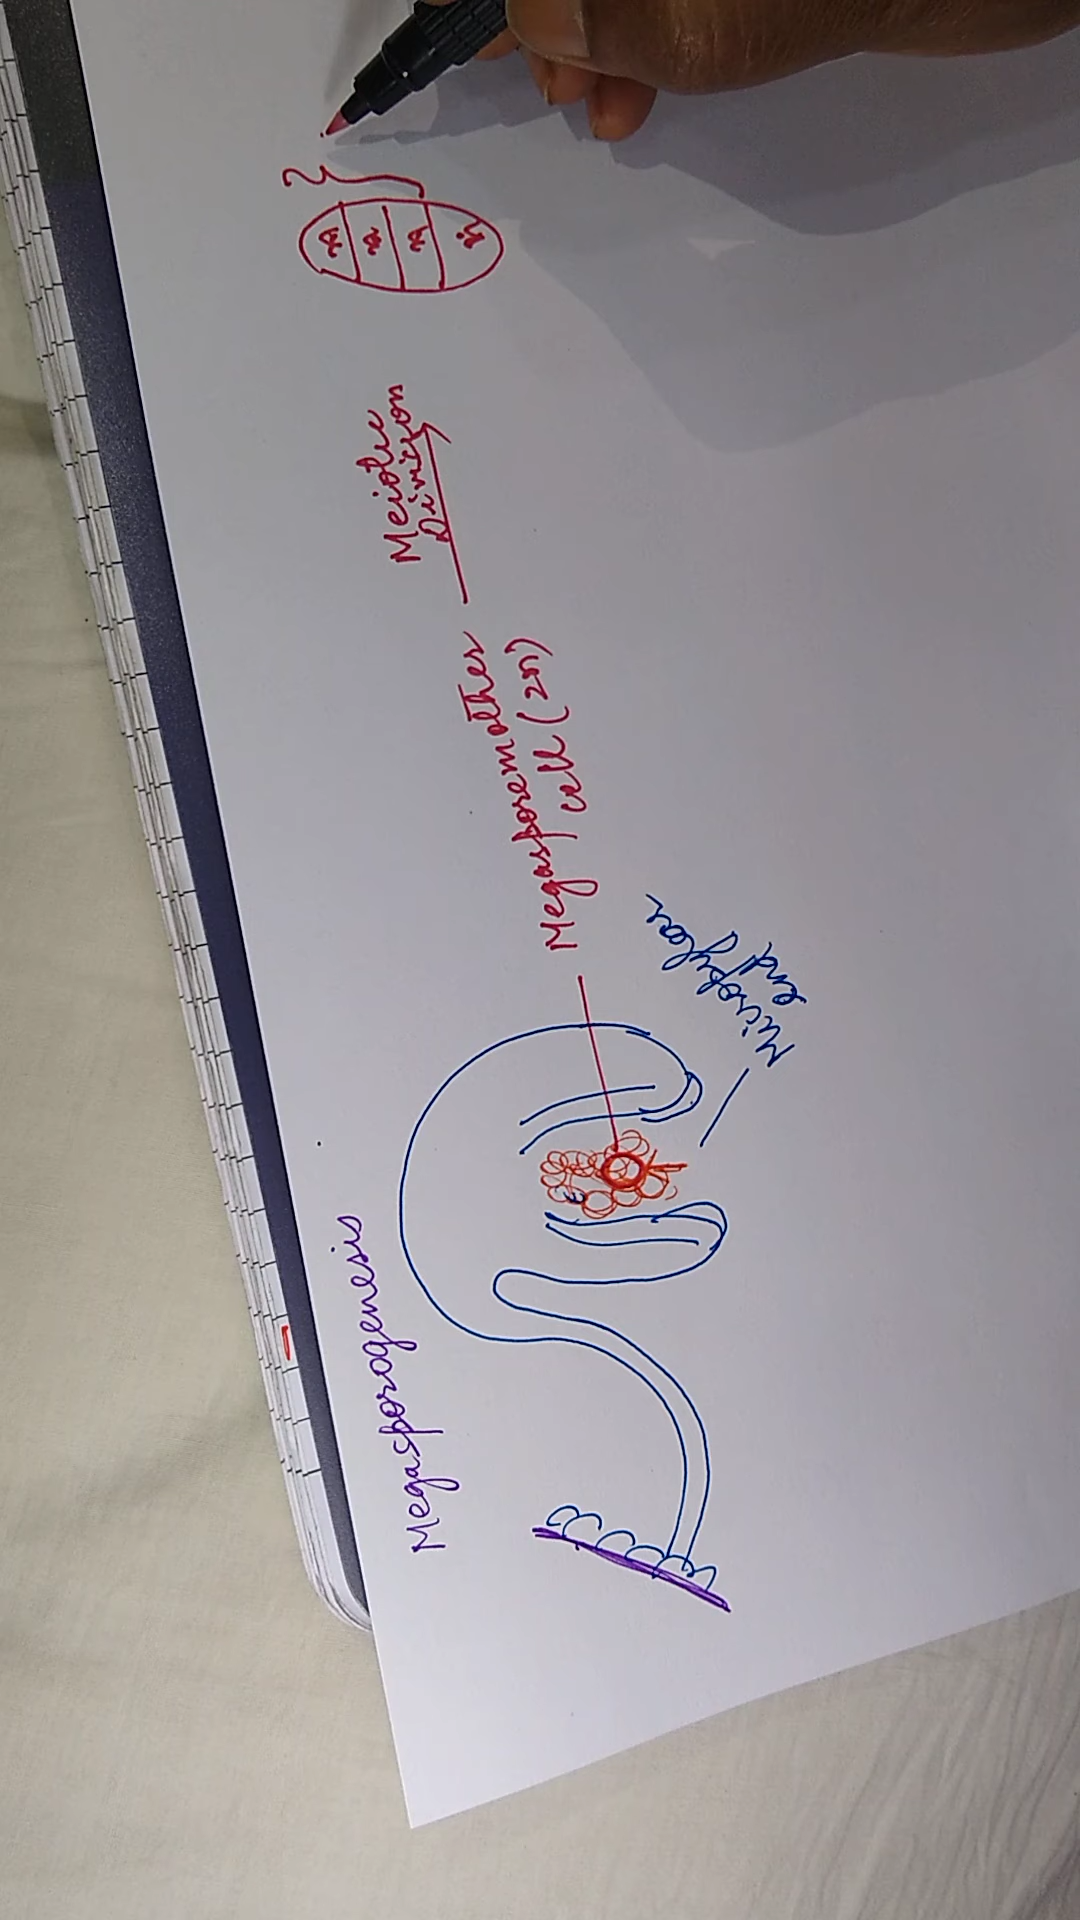 Megasporogenesis
Megasporemother
cell (2n)
Meiotic
Division
n
n
n
n
Micropylar
end